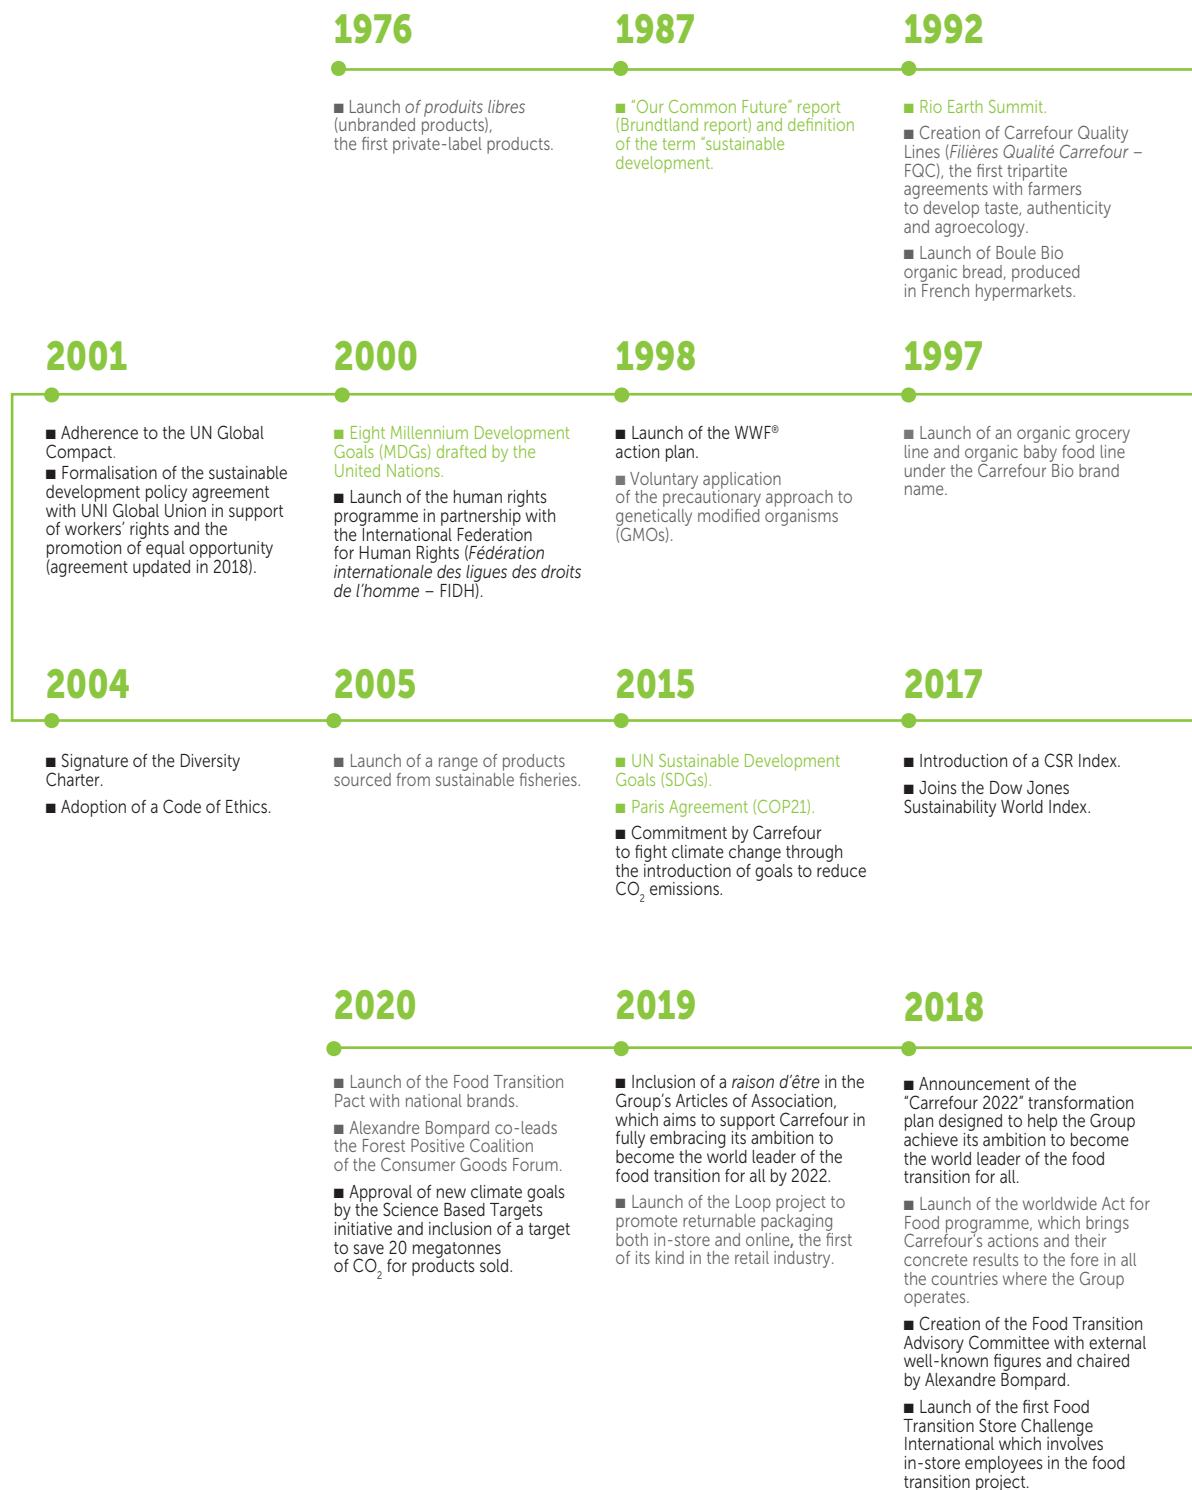 1976
■ Launch of produits libres
(unbranded products),
the first private-label products.
1987
■ “Our Common Future” report
(Brundtland report) and definition
of the term “sustainable
development.
1992
■ Rio Earth Summit.
■ Creation of Carrefour Quality
Lines (Filières Qualité Carrefour –
FQC), the first tripartite
agreements with farmers
to develop taste, authenticity
and agroecology.
■ Launch of Boule Bio
organic bread, produced
in French hypermarkets.
2001
■ Adherence to the UN Global
Compact.
■ Formalisation of the sustainable
development policy agreement
with UNI Global Union in support
of workers’ rights and the
promotion of equal opportunity
(agreement updated in 2018).
2000
■ Eight Millennium Development
Goals (MDGs) drafted by the
United Nations.
■ Launch of the human rights
programme in partnership with
the International Federation
for Human Rights (Fédération
internationale des ligues des droits
de l’homme – FIDH).
1998
■ Launch of the WWF®
action plan.
■ Voluntary application
of the precautionary approach to
genetically modified organisms
(GMOs).
1997
■ Launch of an organic grocery
line and organic baby food line
under the Carrefour Bio brand
name.
2004
■ Signature of the Diversity
Charter.
■ Adoption of a Code of Ethics.
2005
■ Launch of a range of products
sourced from sustainable fisheries.
2015
■ UN Sustainable Development
Goals (SDGs).
■ Paris Agreement (COP21).
■ Commitment by Carrefour
to fight climate change through
the introduction of goals to reduce
CO₂ emissions.
2017
■ Introduction of a CSR Index.
■ Joins the Dow Jones
Sustainability World Index.
2020
■ Launch of the Food Transition
Pact with national brands.
■ Alexandre Bompard co-leads
the Forest Positive Coalition
of the Consumer Goods Forum.
■ Approval of new climate goals
by the Science Based Targets
initiative and inclusion of a target
to save 20 megatonnes
of CO₂ for products sold.
2019
■ Inclusion of a raison d’être in the
Group’s Articles of Association,
which aims to support Carrefour in
fully embracing its ambition to
become the world leader of the
food transition for all by 2022.
■ Launch of the Loop project to
promote returnable packaging
both in-store and online, the first
of its kind in the retail industry.
2018
■ Announcement of the
“Carrefour 2022” transformation
plan designed to help the Group
achieve its ambition to become
the world leader of the food
transition for all.
■ Launch of the worldwide Act for
Food programme, which brings
Carrefour’s actions and their
concrete results to the fore in all
the countries where the Group
operates.
■ Creation of the Food Transition
Advisory Committee with external
well-known figures and chaired
by Alexandre Bompard.
■ Launch of the first Food
Transition Store Challenge
International which involves
in-store employees in the food
transition project.